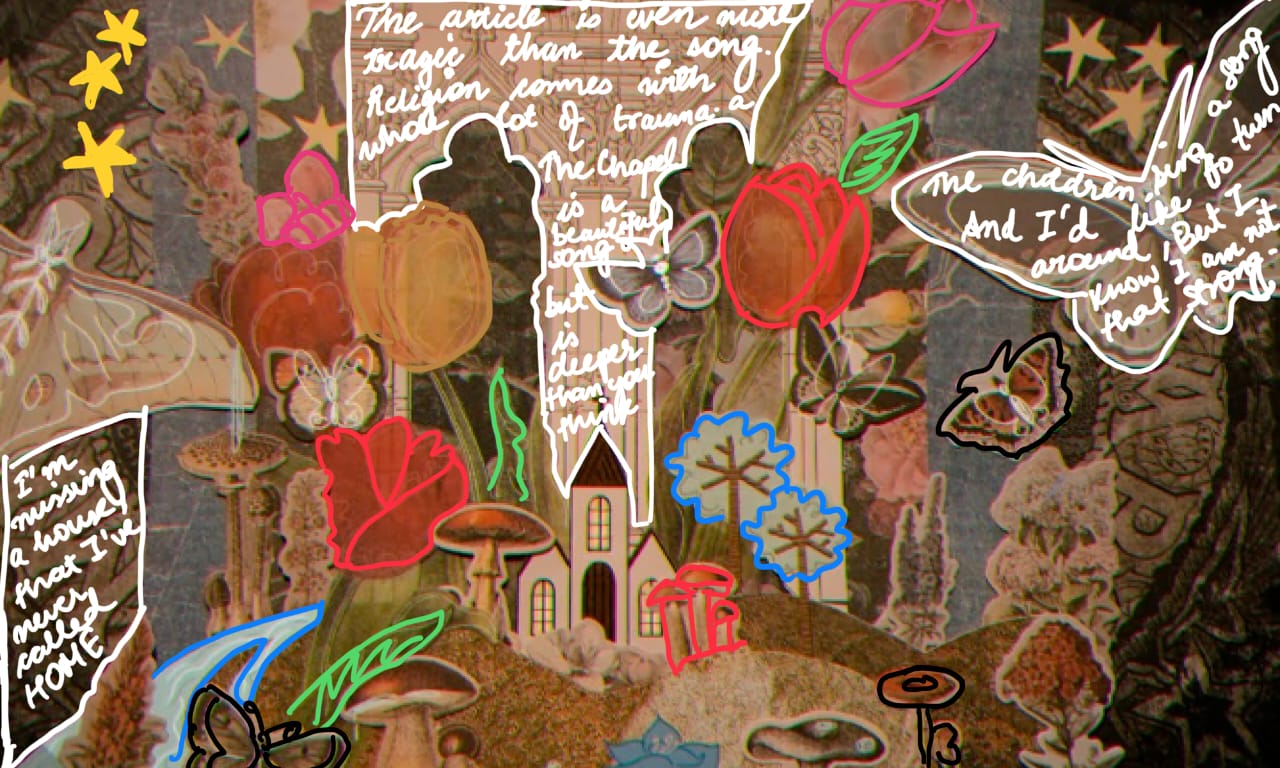 The article is even more
tragic than the song.
Religion comes with
whole lot of trauma. a
The Chapel
is a
beautiful
song
but
is
deeper
than you
think
The children sing a song
And I'd like to turn
around! But I
know I am not
that strong.
I'm
missing
a house
that I've
never
called
HOME